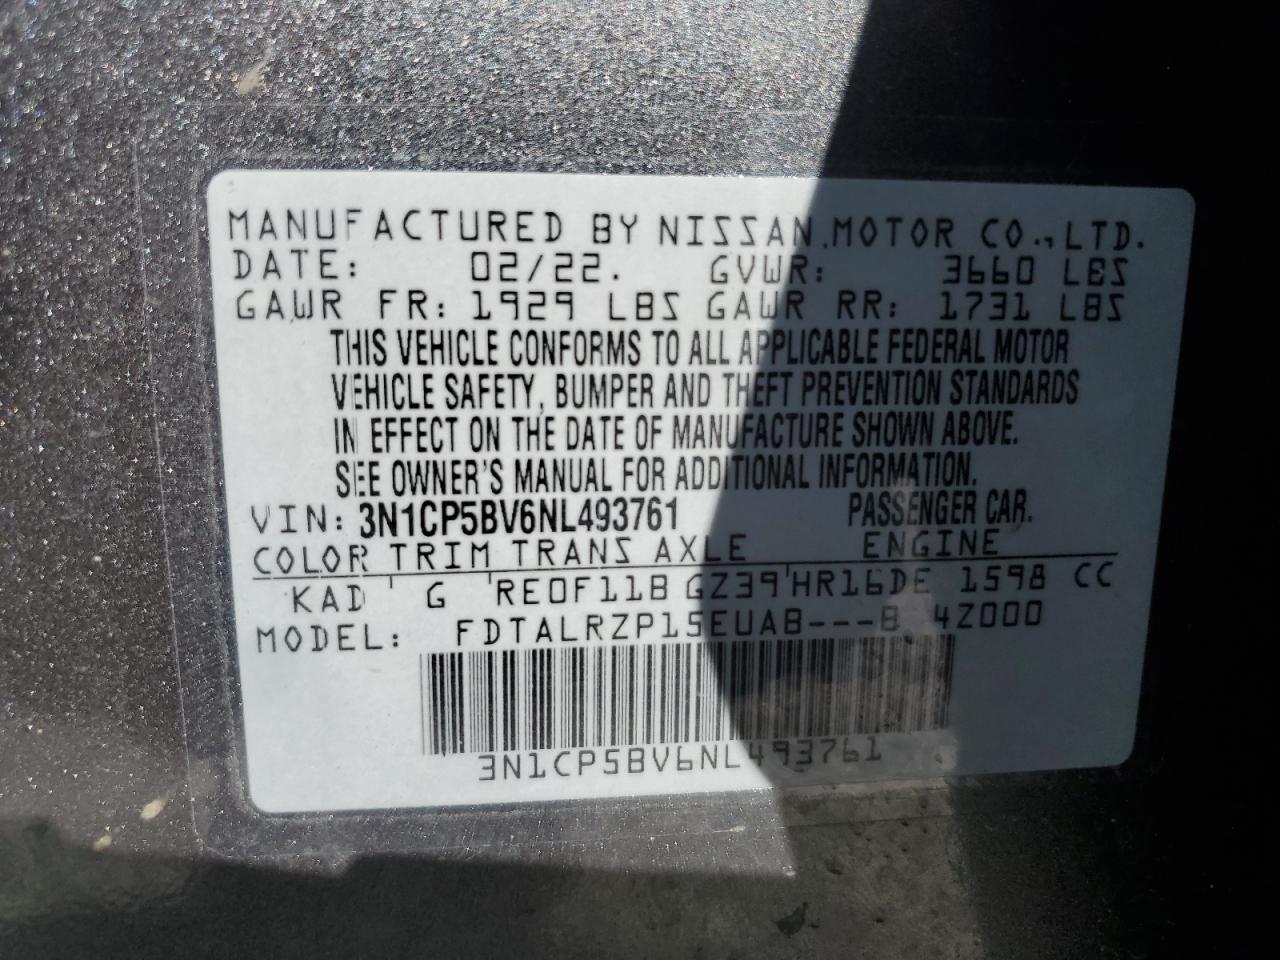 MANUFACTURED BY NISSAN MOTOR CO., LTD.
DATE: 02/22. GVWR: 3660 LBS
GAWR FR: 1929 LBS GAWR RR: 1731 LBS
THIS VEHICLE CONFORMS TO ALL APPLICABLE FEDERAL MOTOR
VEHICLE SAFETY, BUMPER AND THEFT PREVENTION STANDARDS
IN EFFECT ON THE DATE OF MANUFACTURE SHOWN ABOVE.
SEE OWNER'S MANUAL FOR ADDITIONAL INFORMATION.
VIN: 3N1CP5BV6NL493761 PASSENGER CAR.
COLOR TRIM TRANS AXLE ENGINE
KAD G RE0F11B GZ39 HR16DE 1598 CC
MODEL: FDTALRZP15EUAB---B 4Z000
3N1CP5BV6NL493761